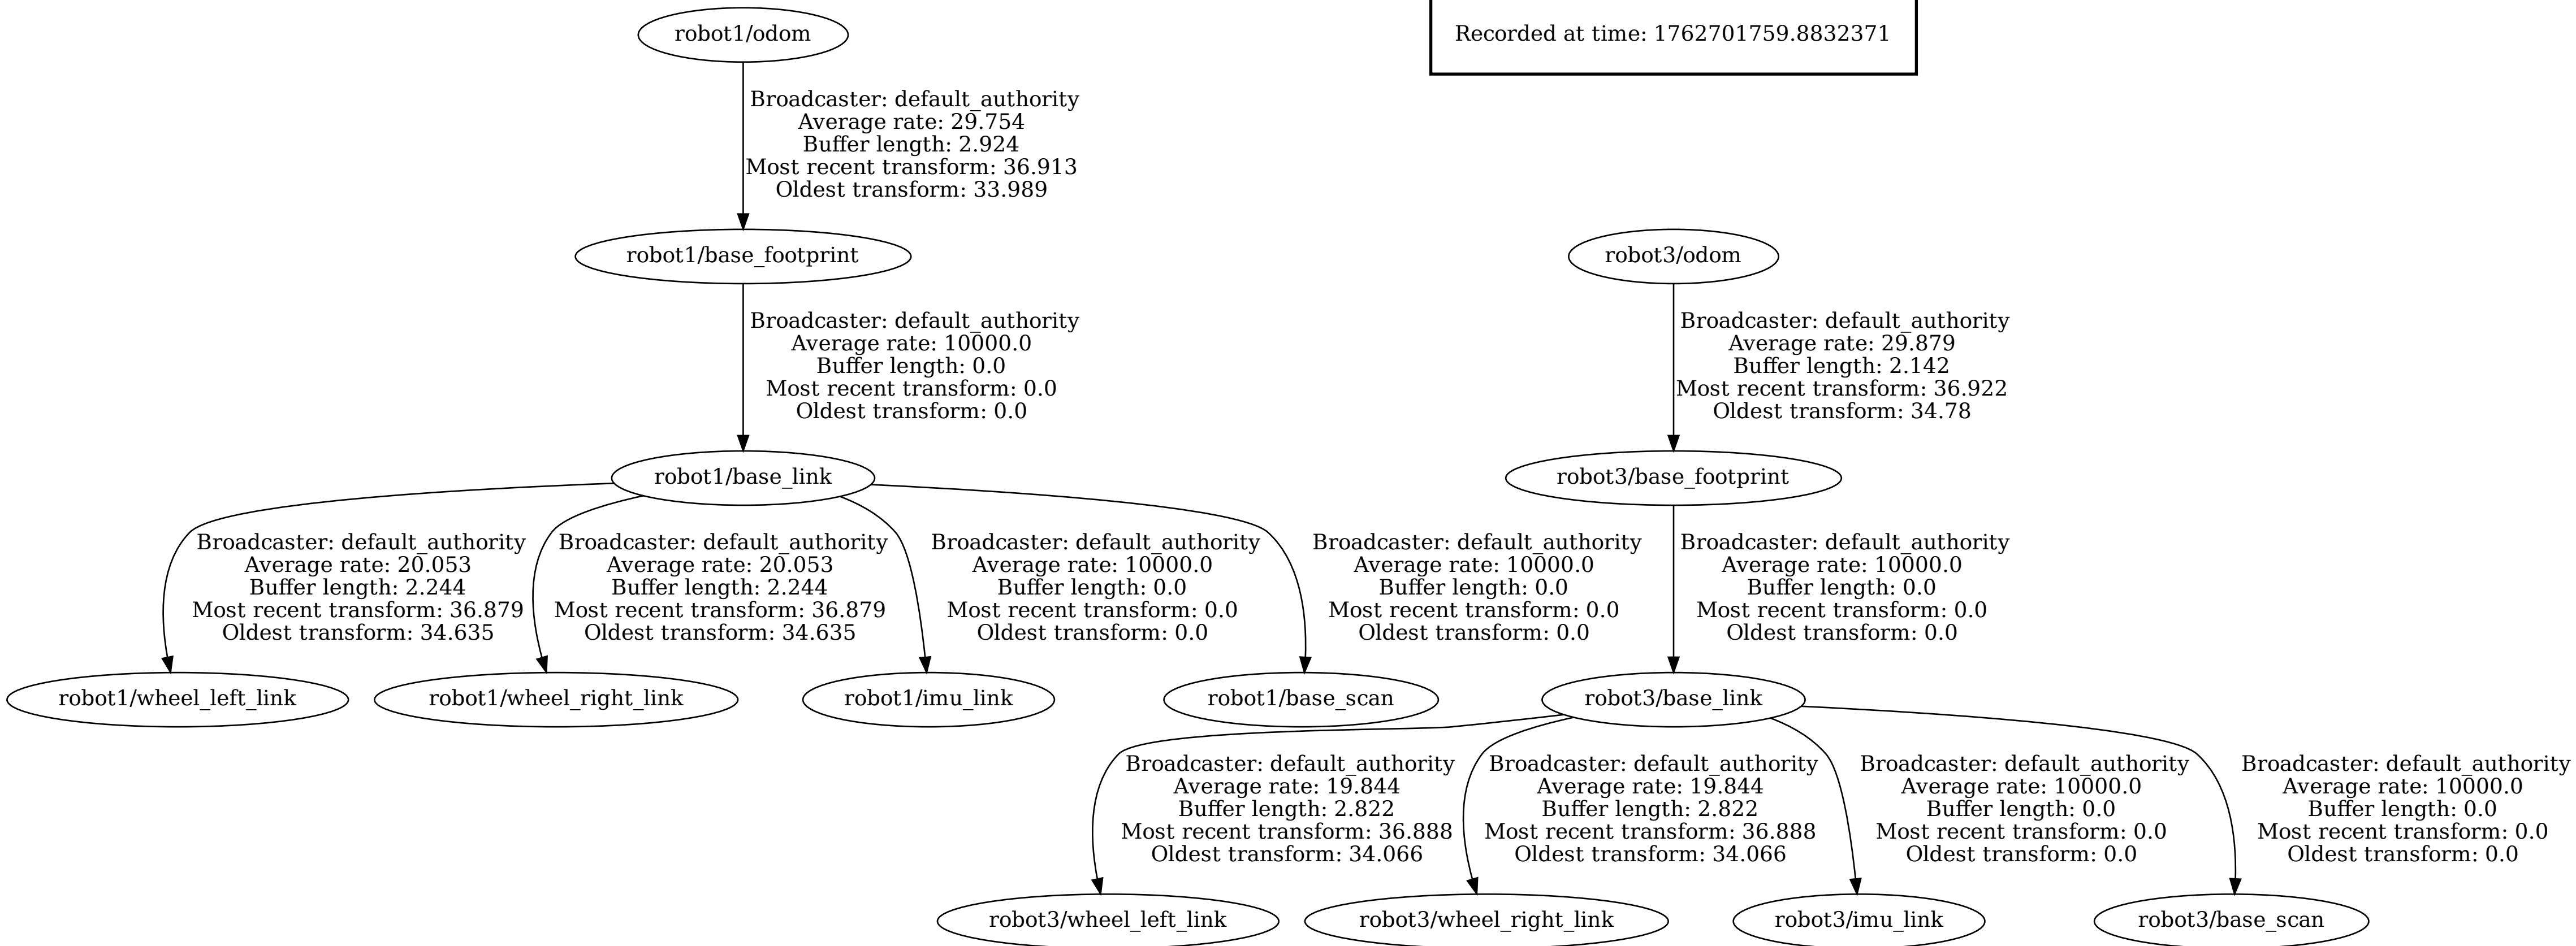 robot1/odom
Recorded at time: 1762701759.8832371
Broadcaster: default_authority
Average rate: 29.754
Buffer length: 2.924
Most recent transform: 36.913
Oldest transform: 33.989
robot1/base_footprint
robot3/odom
Broadcaster: default_authority
Average rate: 10000.0
Buffer length: 0.0
Most recent transform: 0.0
Oldest transform: 0.0
Broadcaster: default_authority
Average rate: 29.879
Buffer length: 2.142
Most recent transform: 36.922
Oldest transform: 34.78
robot1/base_link
robot3/base_footprint
Broadcaster: default_authority
Average rate: 20.053
Buffer length: 2.244
Most recent transform: 36.879
Oldest transform: 34.635
Broadcaster: default_authority
Average rate: 20.053
Buffer length: 2.244
Most recent transform: 36.879
Oldest transform: 34.635
Broadcaster: default_authority
Average rate: 10000.0
Buffer length: 0.0
Most recent transform: 0.0
Oldest transform: 0.0
Broadcaster: default_authority
Average rate: 10000.0
Buffer length: 0.0
Most recent transform: 0.0
Oldest transform: 0.0
Broadcaster: default_authority
Average rate: 10000.0
Buffer length: 0.0
Most recent transform: 0.0
Oldest transform: 0.0
robot1/wheel_left_link
robot1/wheel_right_link
robot1/imu_link
robot1/base_scan
robot3/base_link
Broadcaster: default_authority
Average rate: 19.844
Buffer length: 2.822
Most recent transform: 36.888
Oldest transform: 34.066
Broadcaster: default_authority
Average rate: 19.844
Buffer length: 2.822
Most recent transform: 36.888
Oldest transform: 34.066
Broadcaster: default_authority
Average rate: 10000.0
Buffer length: 0.0
Most recent transform: 0.0
Oldest transform: 0.0
Broadcaster: default_authority
Average rate: 10000.0
Buffer length: 0.0
Most recent transform: 0.0
Oldest transform: 0.0
robot3/wheel_left_link
robot3/wheel_right_link
robot3/imu_link
robot3/base_scan